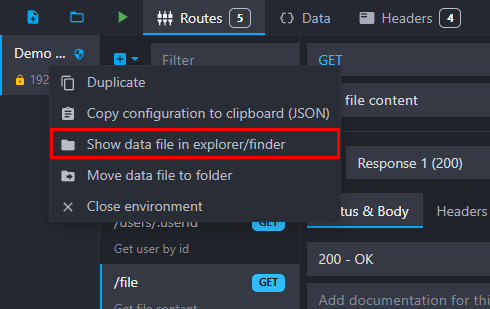 Routes 5 Data Headers 4
Demo ...
Filter
GET
192
Duplicate
file content
Copy configuration to clipboard (JSON)
Show data file in explorer/finder
Response 1 (200)
Move data file to folder
Close environment
/users/:userid GET
tus & Body Headers
Get user by id
200 - OK
/file GET
Get file content
Add documentation for this